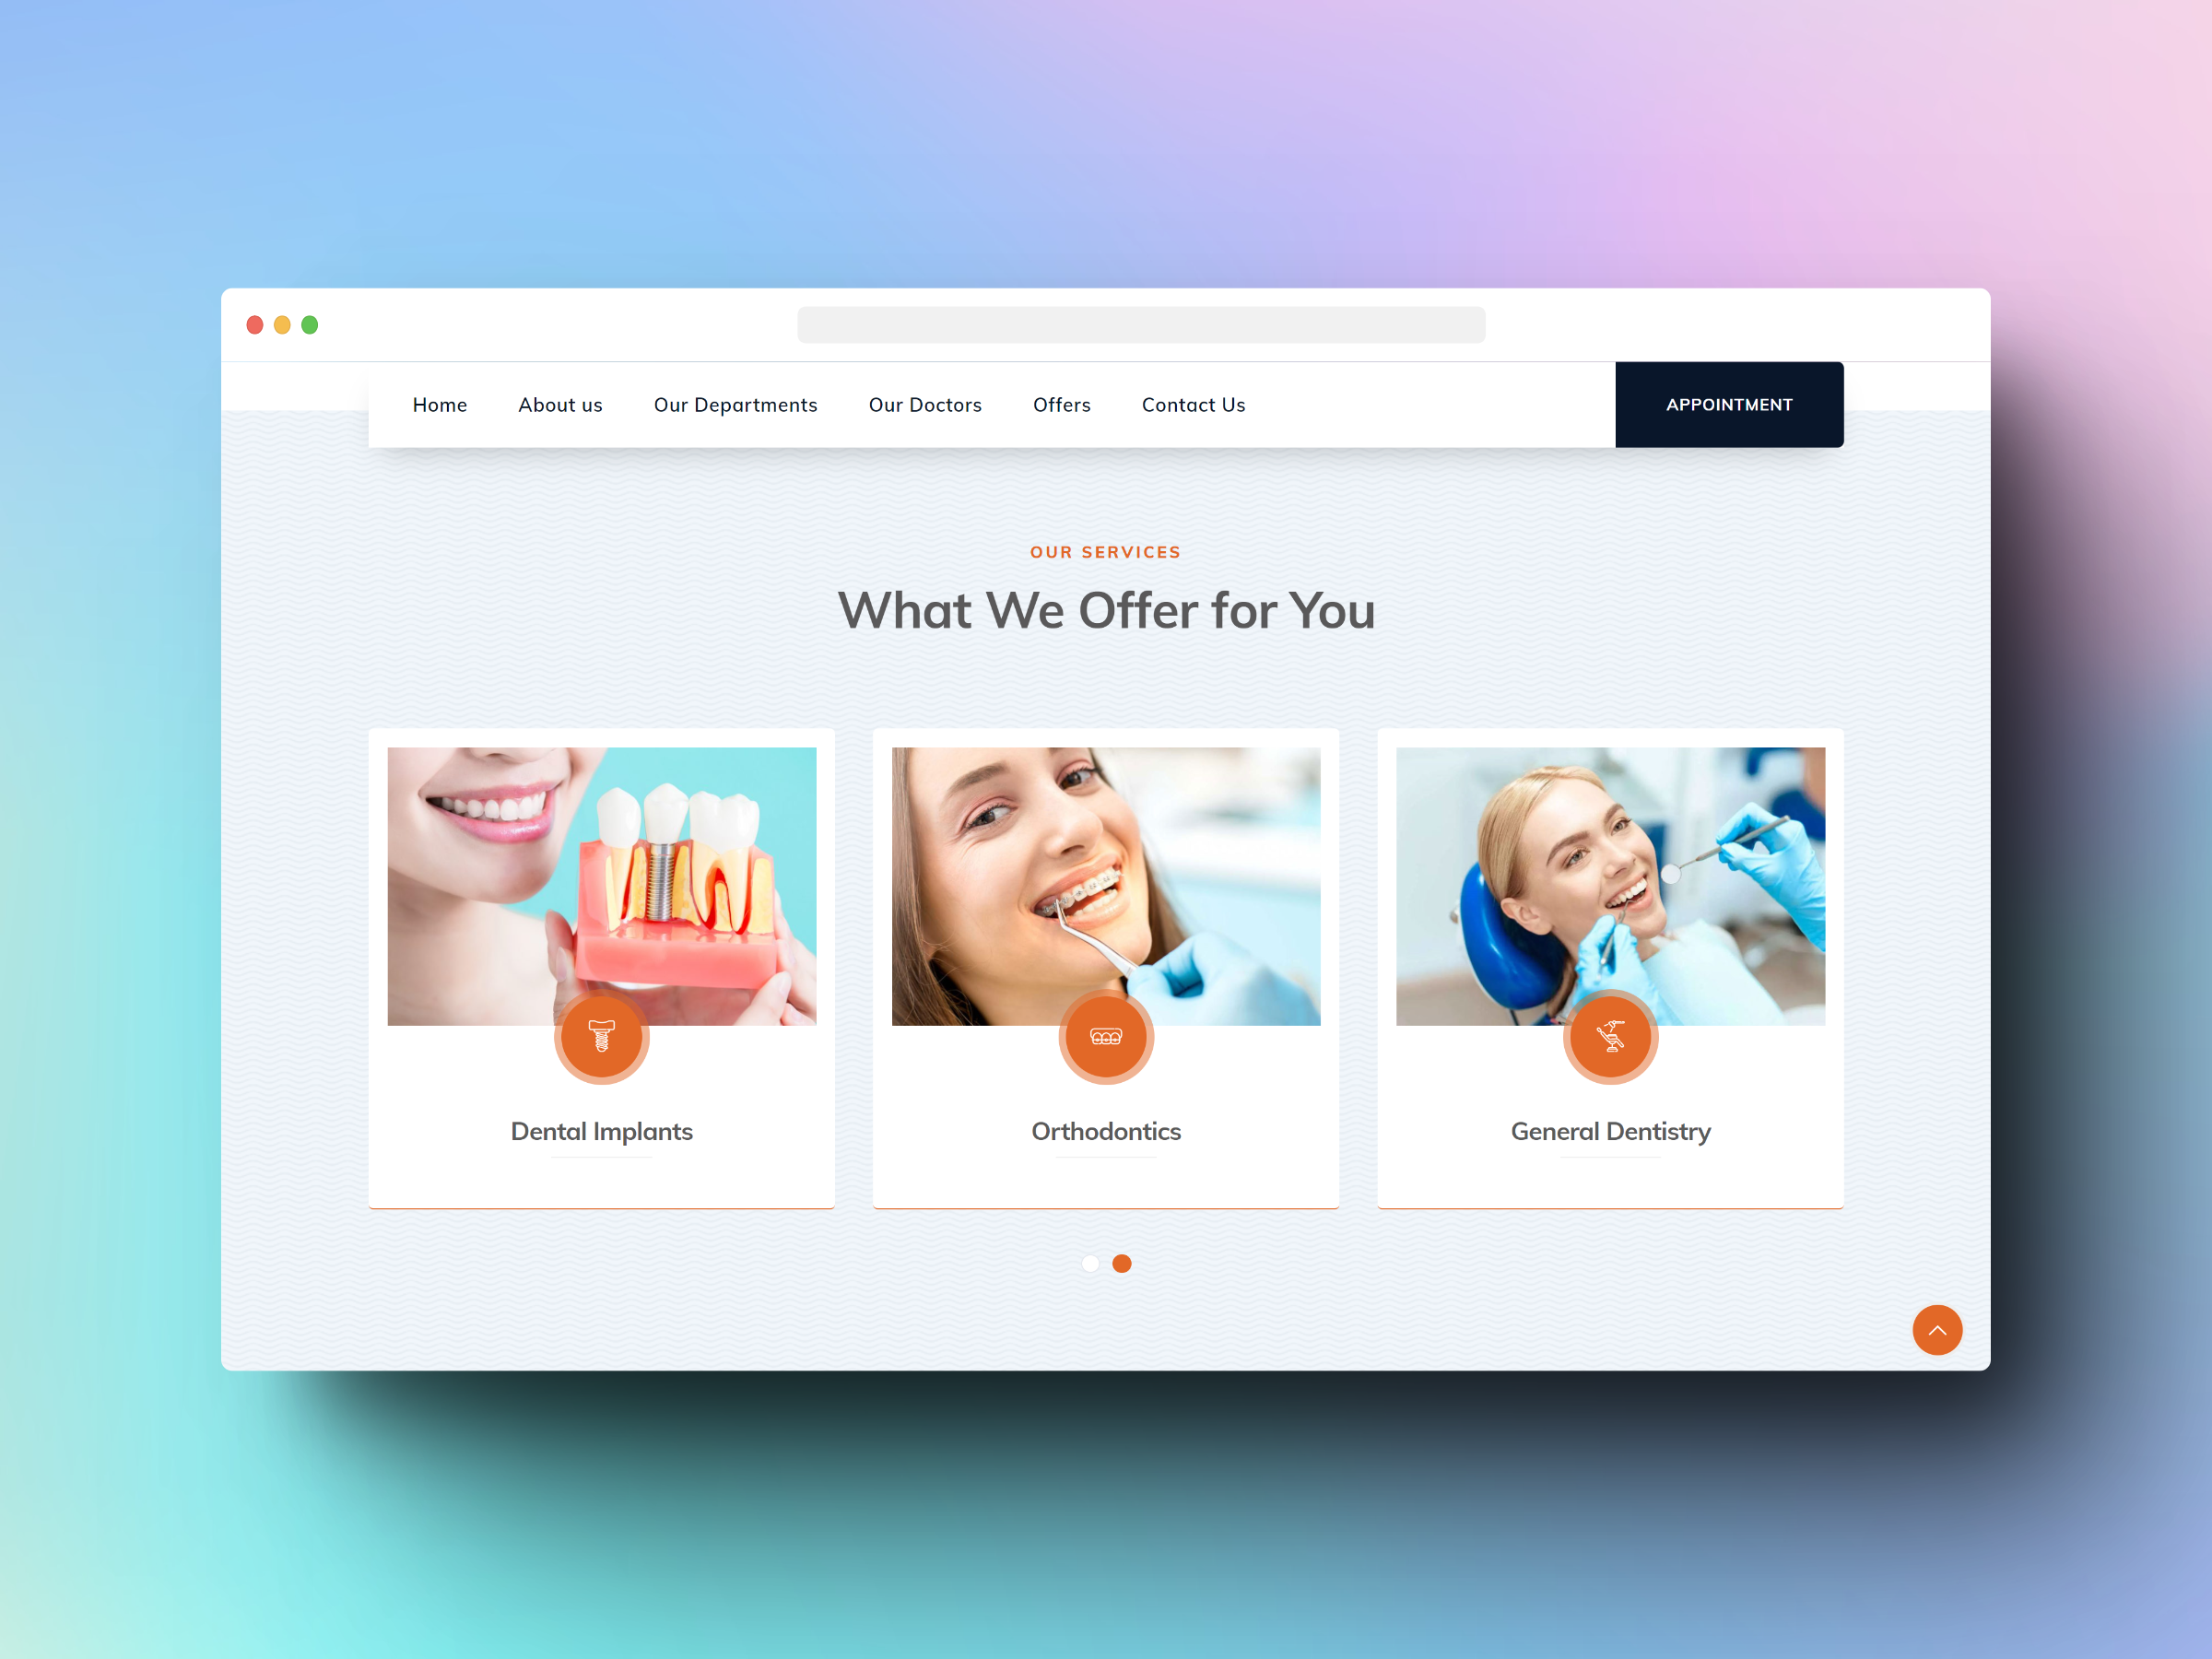 Home About us Our Departments Our Doctors Offers Contact Us APPOINTMENT
OUR SERVICES
What We Offer for You
Dental Implants Orthodontics General Dentistry